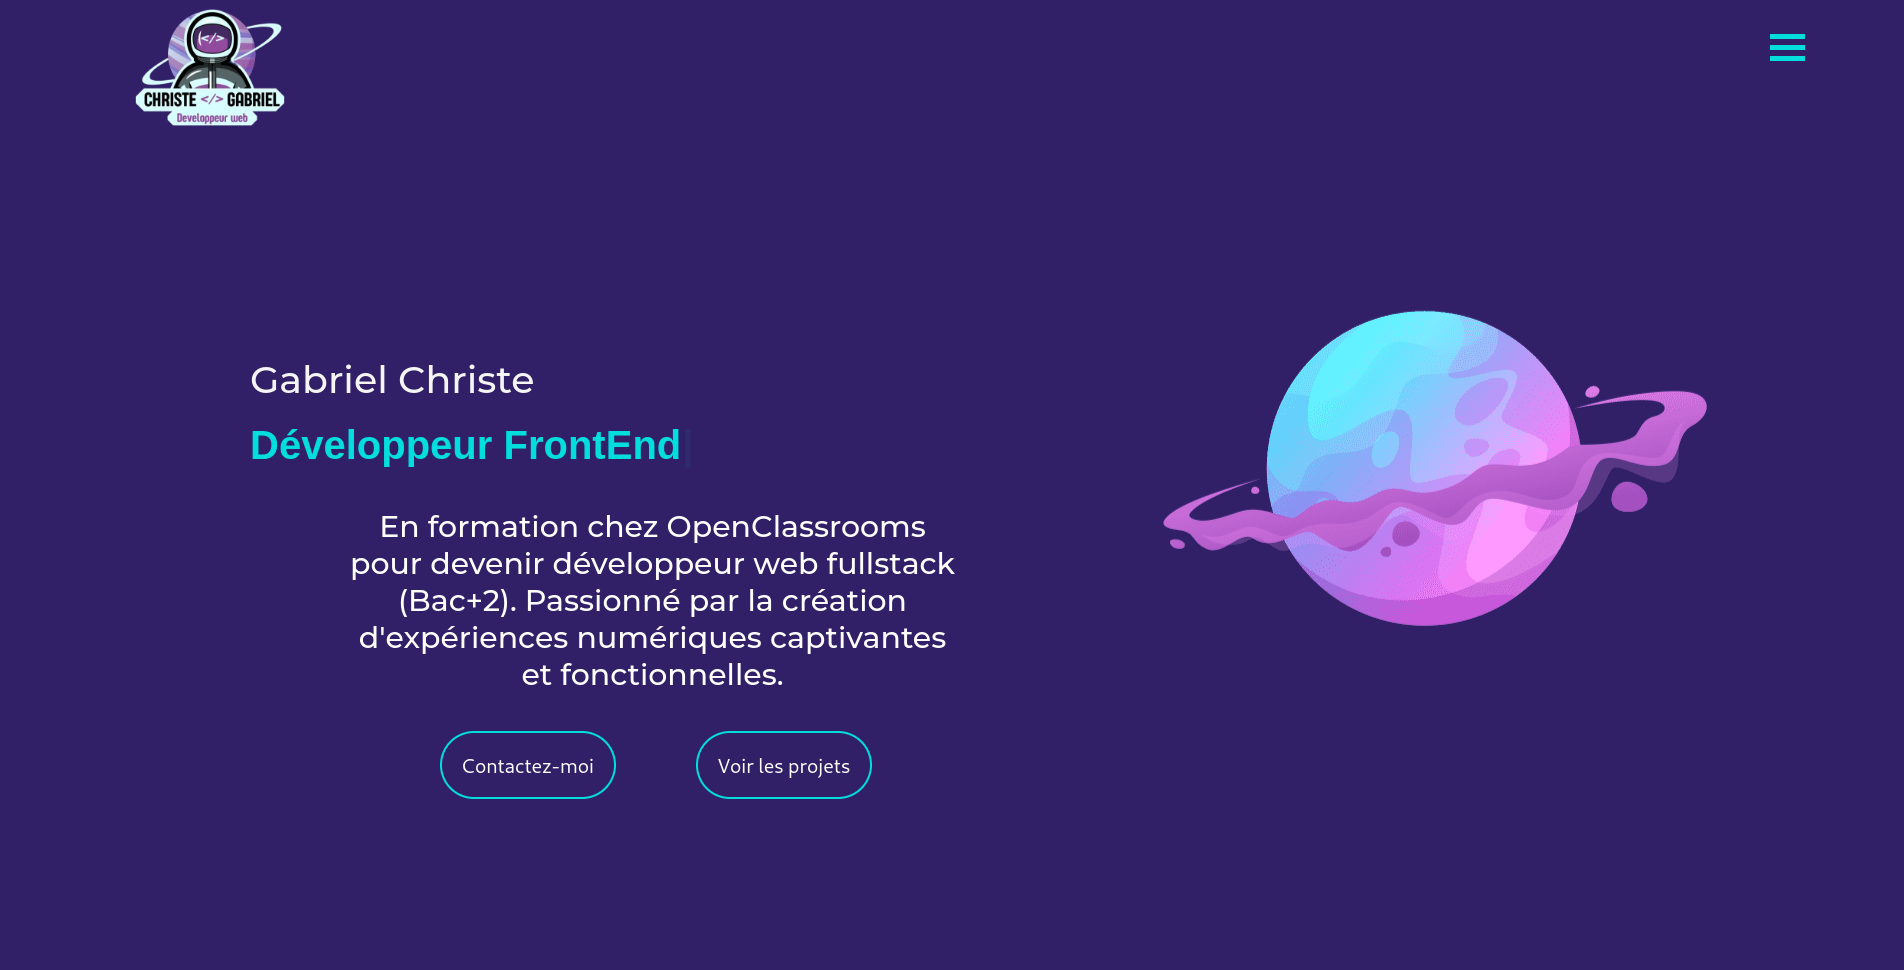 </>
CHRISTE </> GABRIEL
Developpeur web
Gabriel Christe
Développeur FrontEnd
En formation chez OpenClassrooms
pour devenir développeur web fullstack
(Bac+2). Passionné par la création
d'expériences numériques captivantes
et fonctionnelles.
Contactez-moi
Voir les projets